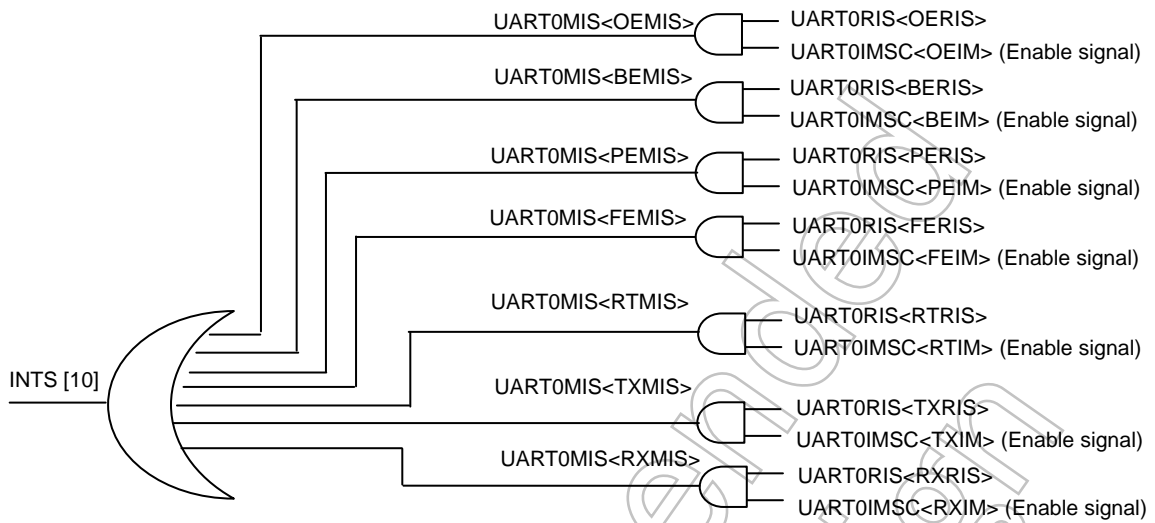 UART0MIS<OEMIS>
UART0RIS<OERIS>
UART0IMSC<OEIM> (Enable signal)
UART0MIS<BEMIS>
UART0RIS<BERIS>
UART0IMSC<BEIM> (Enable signal)
UART0MIS<PEMIS>
UART0RIS<PERIS>
UART0IMSC<PEIM> (Enable signal)
UART0MIS<FEMIS>
UART0RIS<FERIS>
UART0IMSC<FEIM> (Enable signal)
UART0MIS<RTMIS>
UART0RIS<RTRIS>
UART0IMSC<RTIM> (Enable signal)
INTS [10]
UART0MIS<TXMIS>
UART0RIS<TXRIS>
UART0IMSC<TXIM> (Enable signal)
UART0MIS<RXMIS>
UART0RIS<RXRIS>
UART0IMSC<RXIM> (Enable signal)